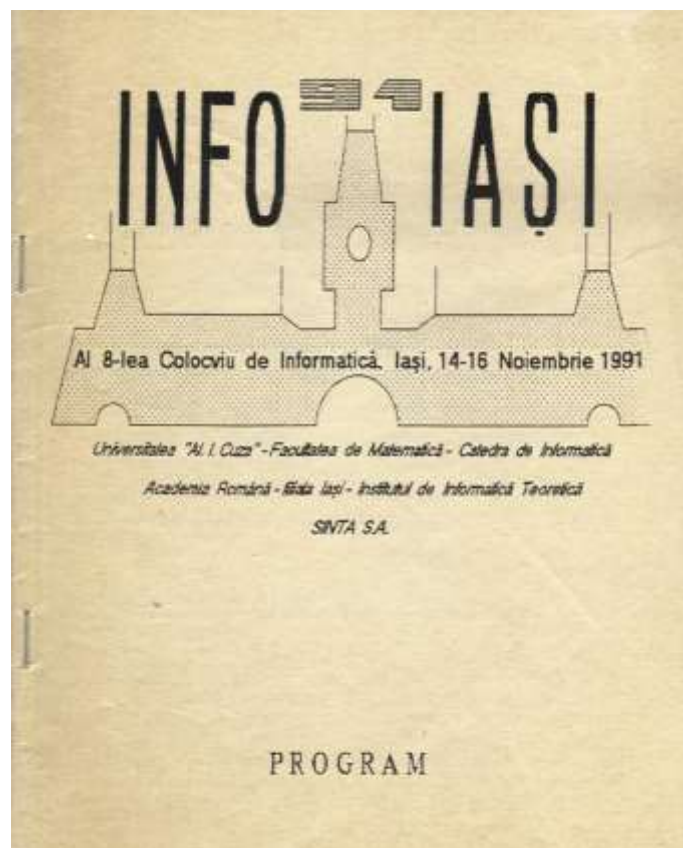 INFO 91 IAȘI
Al 8-lea Colocviu de Informatică, Iași, 14-16 Noiembrie 1991
Universitatea "Al. I. Cuza" - Facultatea de Matematică - Catedra de Informatică
Academia Română - filiala Iași - Institutul de Informatică Teoretică
SINTA S.A.
PROGRAM